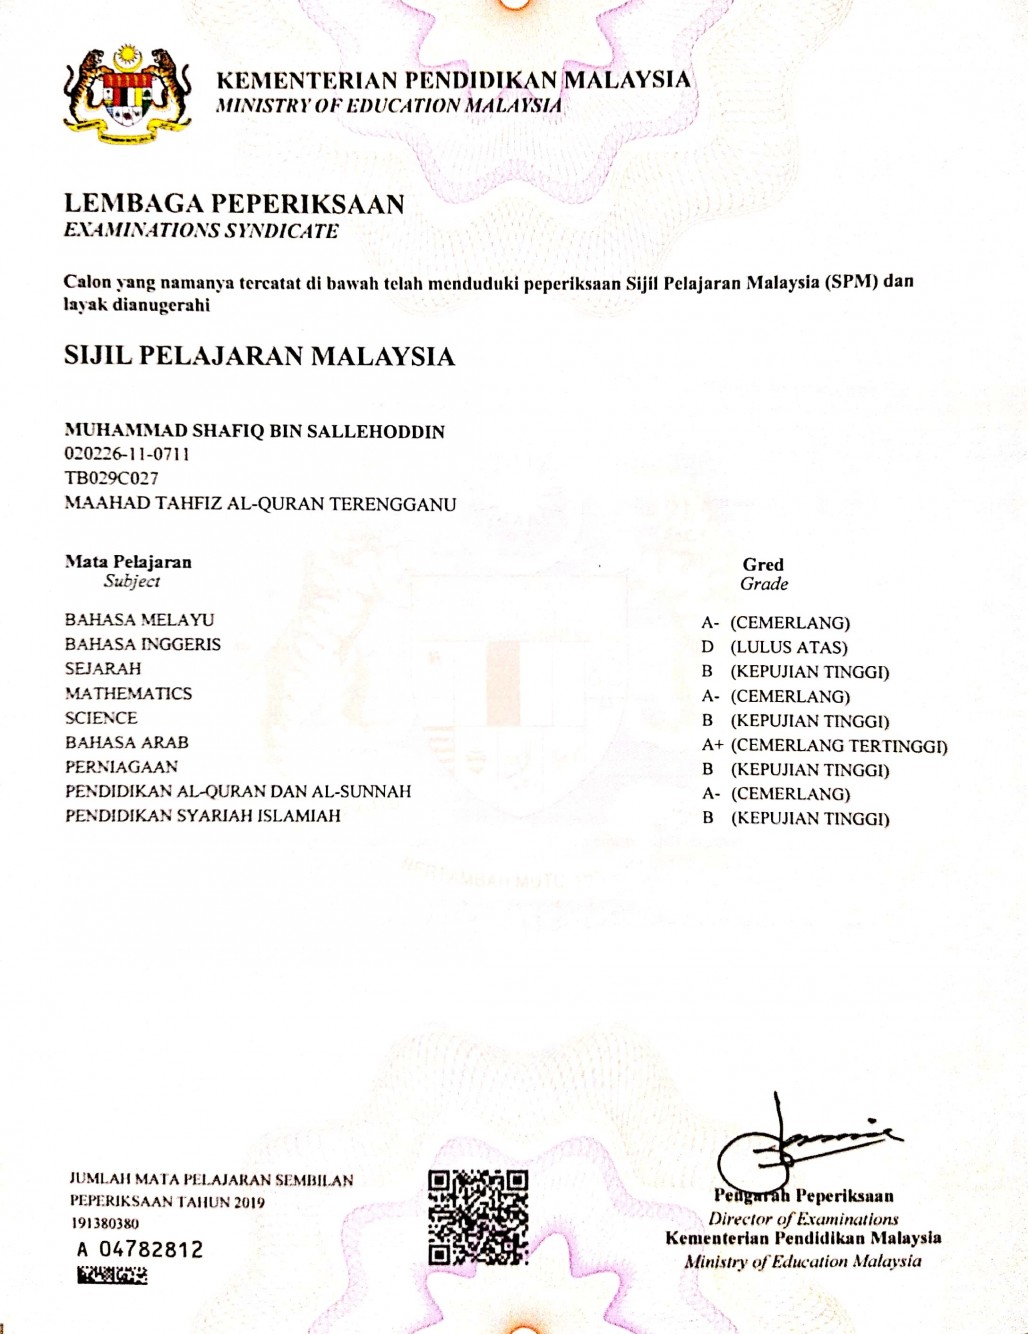 KEMENTERIAN PENDIDIKAN MALAYSIA
MINISTRY OF EDUCATION MALAYSIA
LEMBAGA PEPERIKSAAN
EXAMINATIONS SYNDICATE
Calon yang namanya tercatat di bawah telah menduduki peperiksaan Sijil Pelajaran Malaysia (SPM) dan
layak dianugerahi
SIJIL PELAJARAN MALAYSIA
MUHAMMAD SHAFIQ BIN SALLEHODDIN
020226-11-0711
TB029C027
MAAHAD TAHFIZ AL-QURAN TERENGGANU
Mata Pelajaran Gred
Subject Grade
BAHASA MELAYU A- (CEMERLANG)
BAHASA INGGERIS D (LULUS ATAS)
SEJARAH B (KEPUJIAN TINGGI)
MATHEMATICS A- (CEMERLANG)
SCIENCE B (KEPUJIAN TINGGI)
BAHASA ARAB A+ (CEMERLANG TERTINGGI)
PERNIAGAAN B (KEPUJIAN TINGGI)
PENDIDIKAN AL-QURAN DAN AL-SUNNAH A- (CEMERLANG)
PENDIDIKAN SYARIAH ISLAMIAH B (KEPUJIAN TINGGI)
JUMLAH MATA PELAJARAN SEMBILAN
PEPERIKSAAN TAHUN 2019
191380380
A 04782812
Pengarah Peperiksaan
Director of Examinations
Kementerian Pendidikan Malaysia
Ministry of Education Malaysia